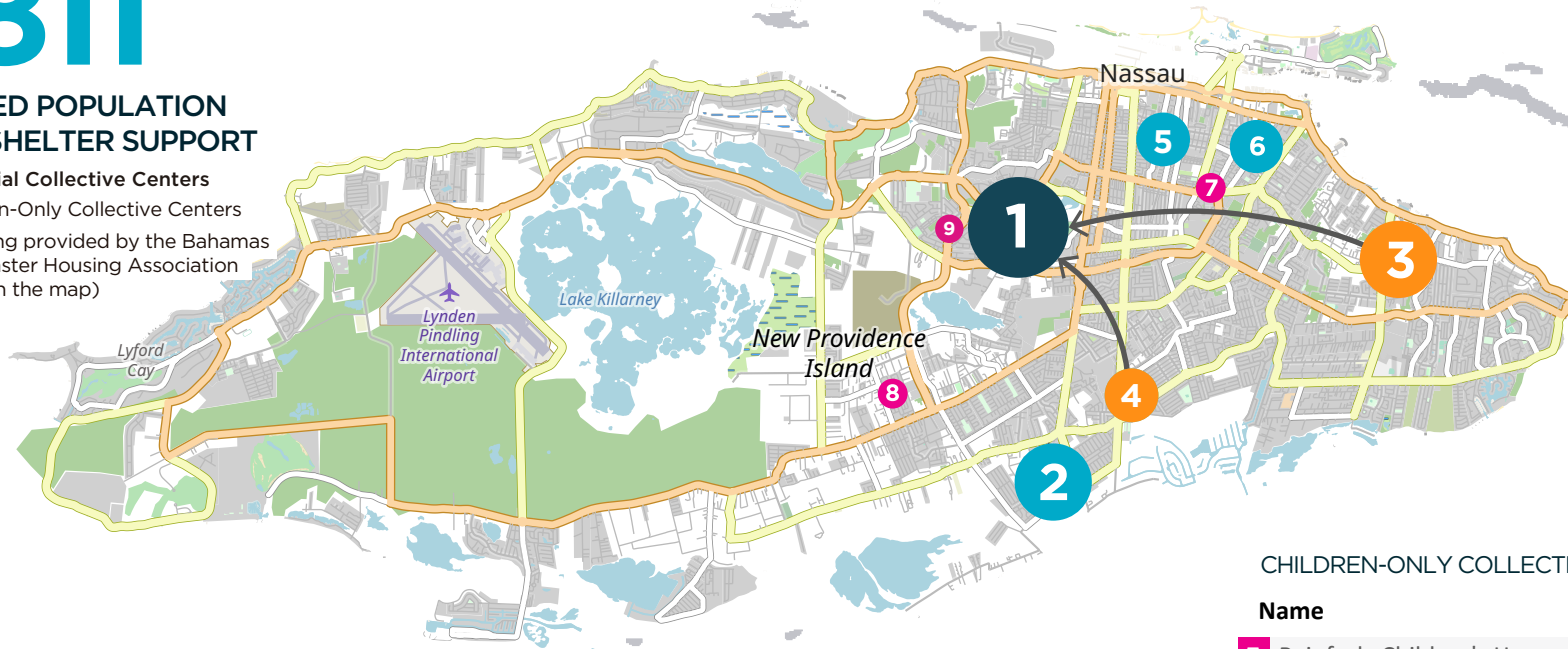 811
ED POPULATION
SHELTER SUPPORT
ial Collective Centers
n-Only Collective Centers
ng provided by the Bahamas
ster Housing Association
n the map)
Nassau
5
6
7
9
1
3
Lake Killarney
Lynden
Pindling
International
Airport
Lyford
Cay
New Providence
Island
8
4
2
CHILDREN-ONLY COLLECTI
Name